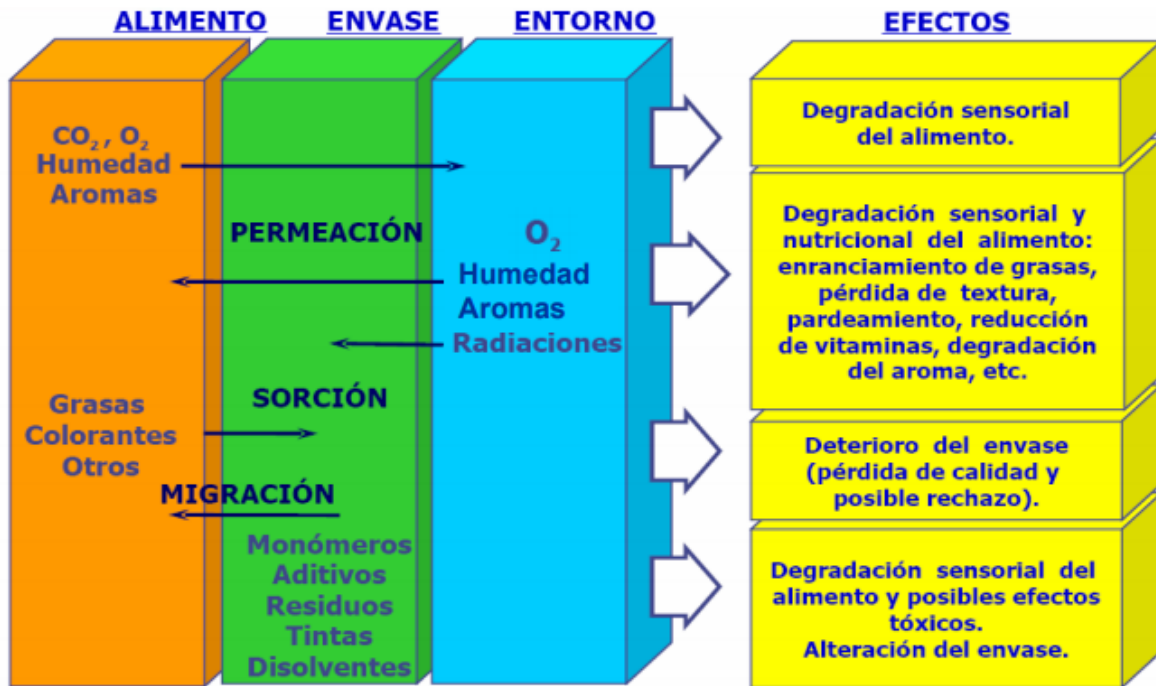 ALIMENTO ENVASE ENTORNO EFECTOS
CO₂, O₂
Humedad
Aromas
PERMEACIÓN
O₂
Humedad
Aromas
Radiaciones
SORCIÓN
Grasas
Colorantes
Otros
MIGRACIÓN
Monómeros
Aditivos
Residuos
Tintas
Disolventes
Degradación sensorial
del alimento.
Degradación sensorial y
nutricional del alimento:
enranciamiento de grasas,
pérdida de textura,
pardeamiento, reducción
de vitaminas, degradación
del aroma, etc.
Deterioro del envase
(pérdida de calidad y
posible rechazo).
Degradación sensorial del
alimento y posibles efectos
tóxicos.
Alteración del envase.